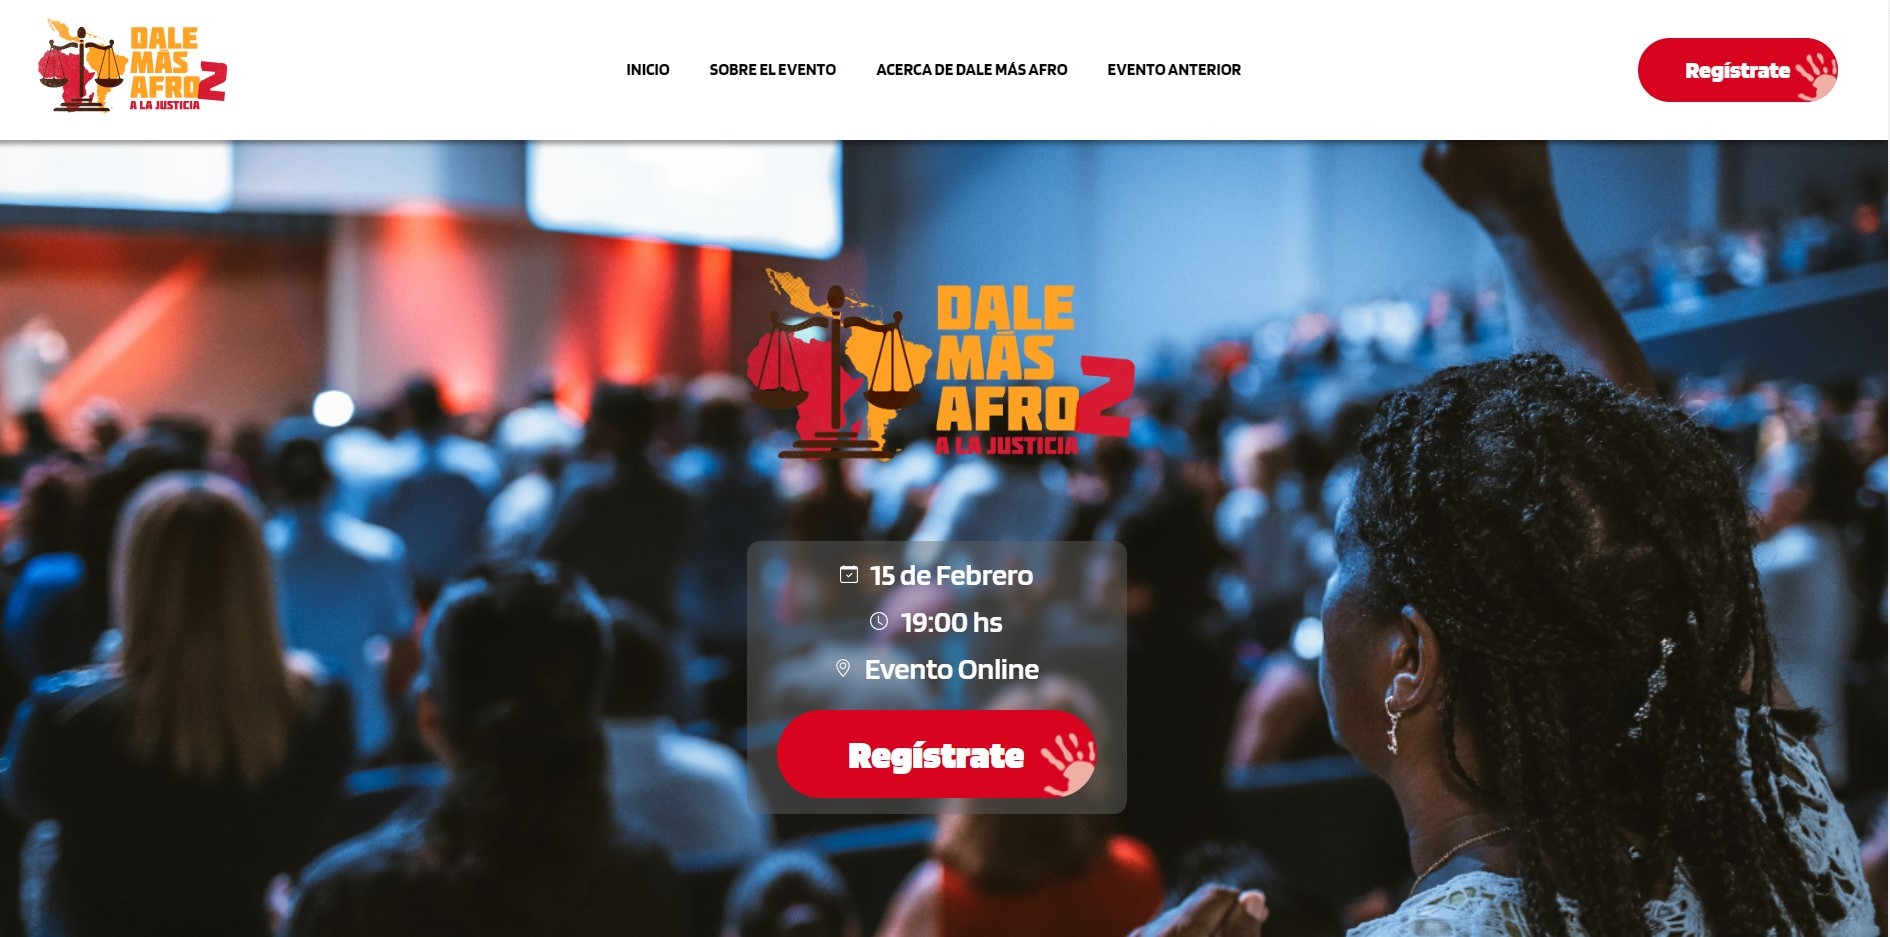 DALE
MÁS
AFRO 2
A LA JUSTICIA
INICIO
SOBRE EL EVENTO
ACERCA DE DALE MÁS AFRO
EVENTO ANTERIOR
Regístrate
DALE
MÁS
AFRO 2
A LA JUSTICIA
15 de Febrero
19:00 hs
Evento Online
Regístrate